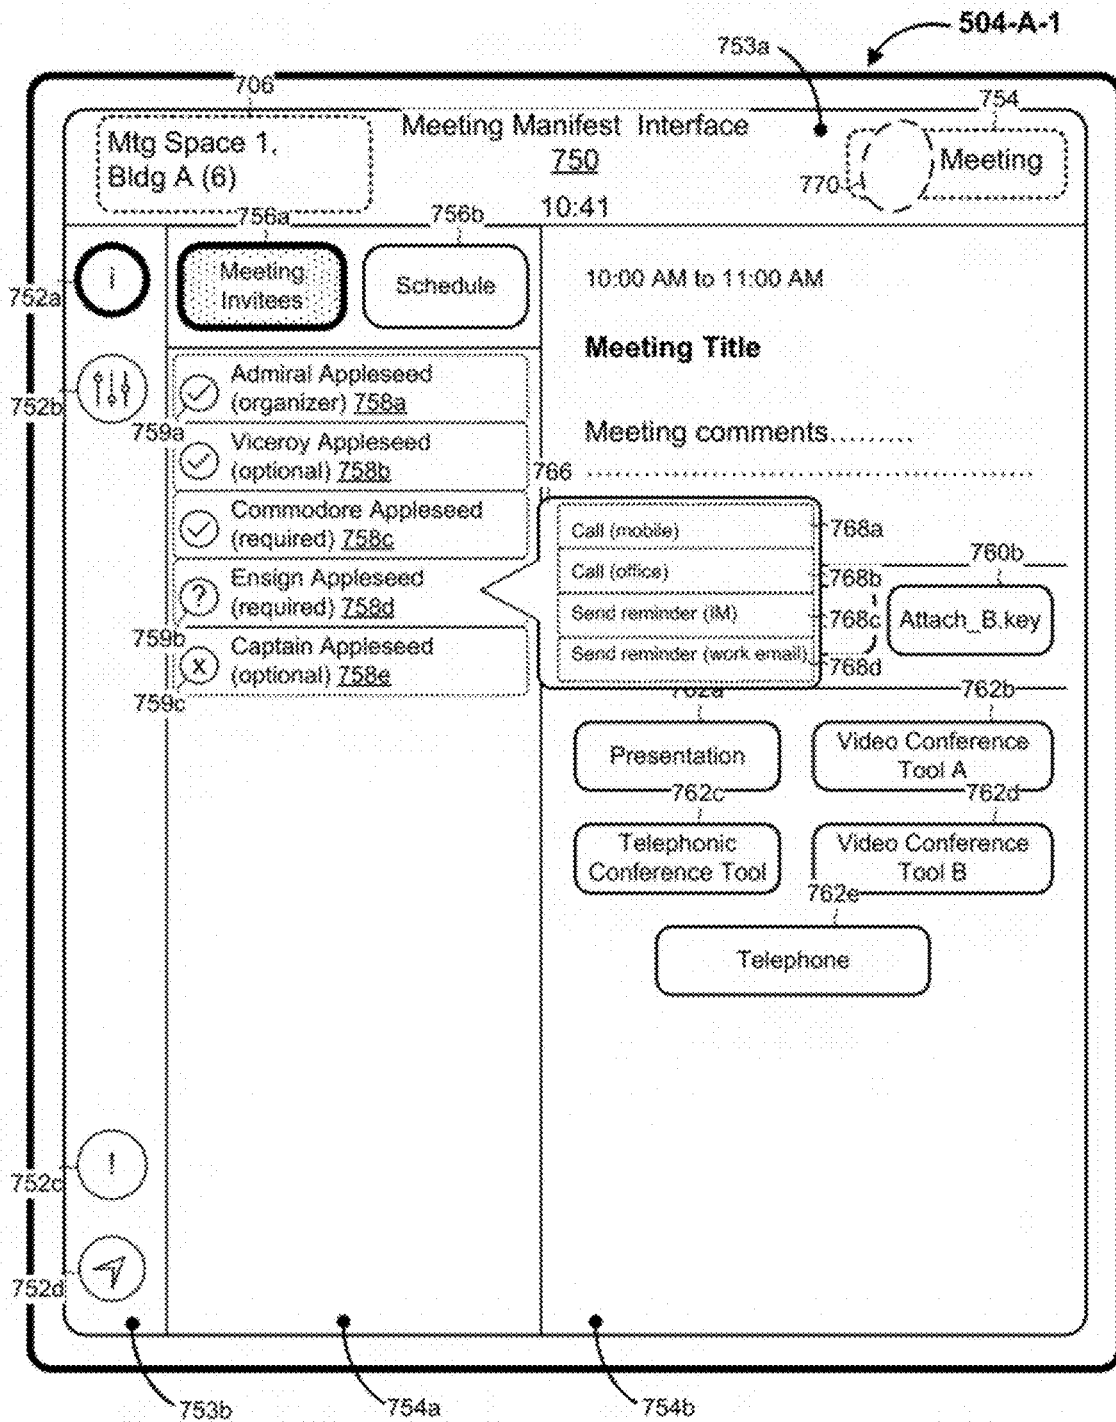 504-A-1
753a
706
754
Mtg Space 1,
Bldg A (6)
Meeting Manifest Interface
750
10:41
770
Meeting
756a
756b
752a
i
Meeting
Invitees
Schedule
10:00 AM to 11:00 AM
Meeting Title
752b
759a
Admiral Appleseed
(organizer) 758a
Viceroy Appleseed
(optional) 758b
Commodore Appleseed
(required) 758c
759b
?
Ensign Appleseed
(required) 758d
759c
x
Captain Appleseed
(optional) 758e
Meeting comments.........
766
Call (mobile)
768a
Call (office)
768b
Send reminder (IM)
768c
Send reminder (work email)
768d
760b
Attach_B.key
762a
762b
Presentation
Video Conference
Tool A
762c
762d
Telephonic
Conference Tool
Video Conference
Tool B
762e
Telephone
752c
!
752d
753b
754a
754b